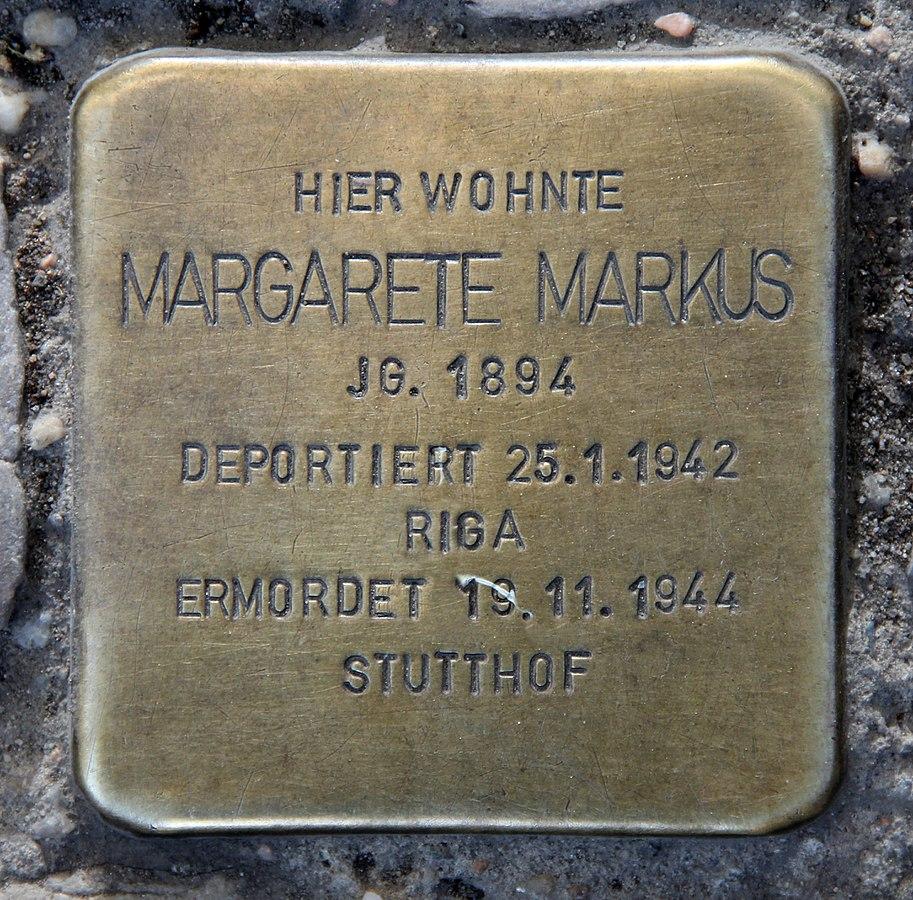 HIER WOHNTE
MARGARETE MARKUS
JG. 1894
DEPORTIERT 25.1.1942
RIGA
ERMORDET 19.11.1944
STUTTHOF